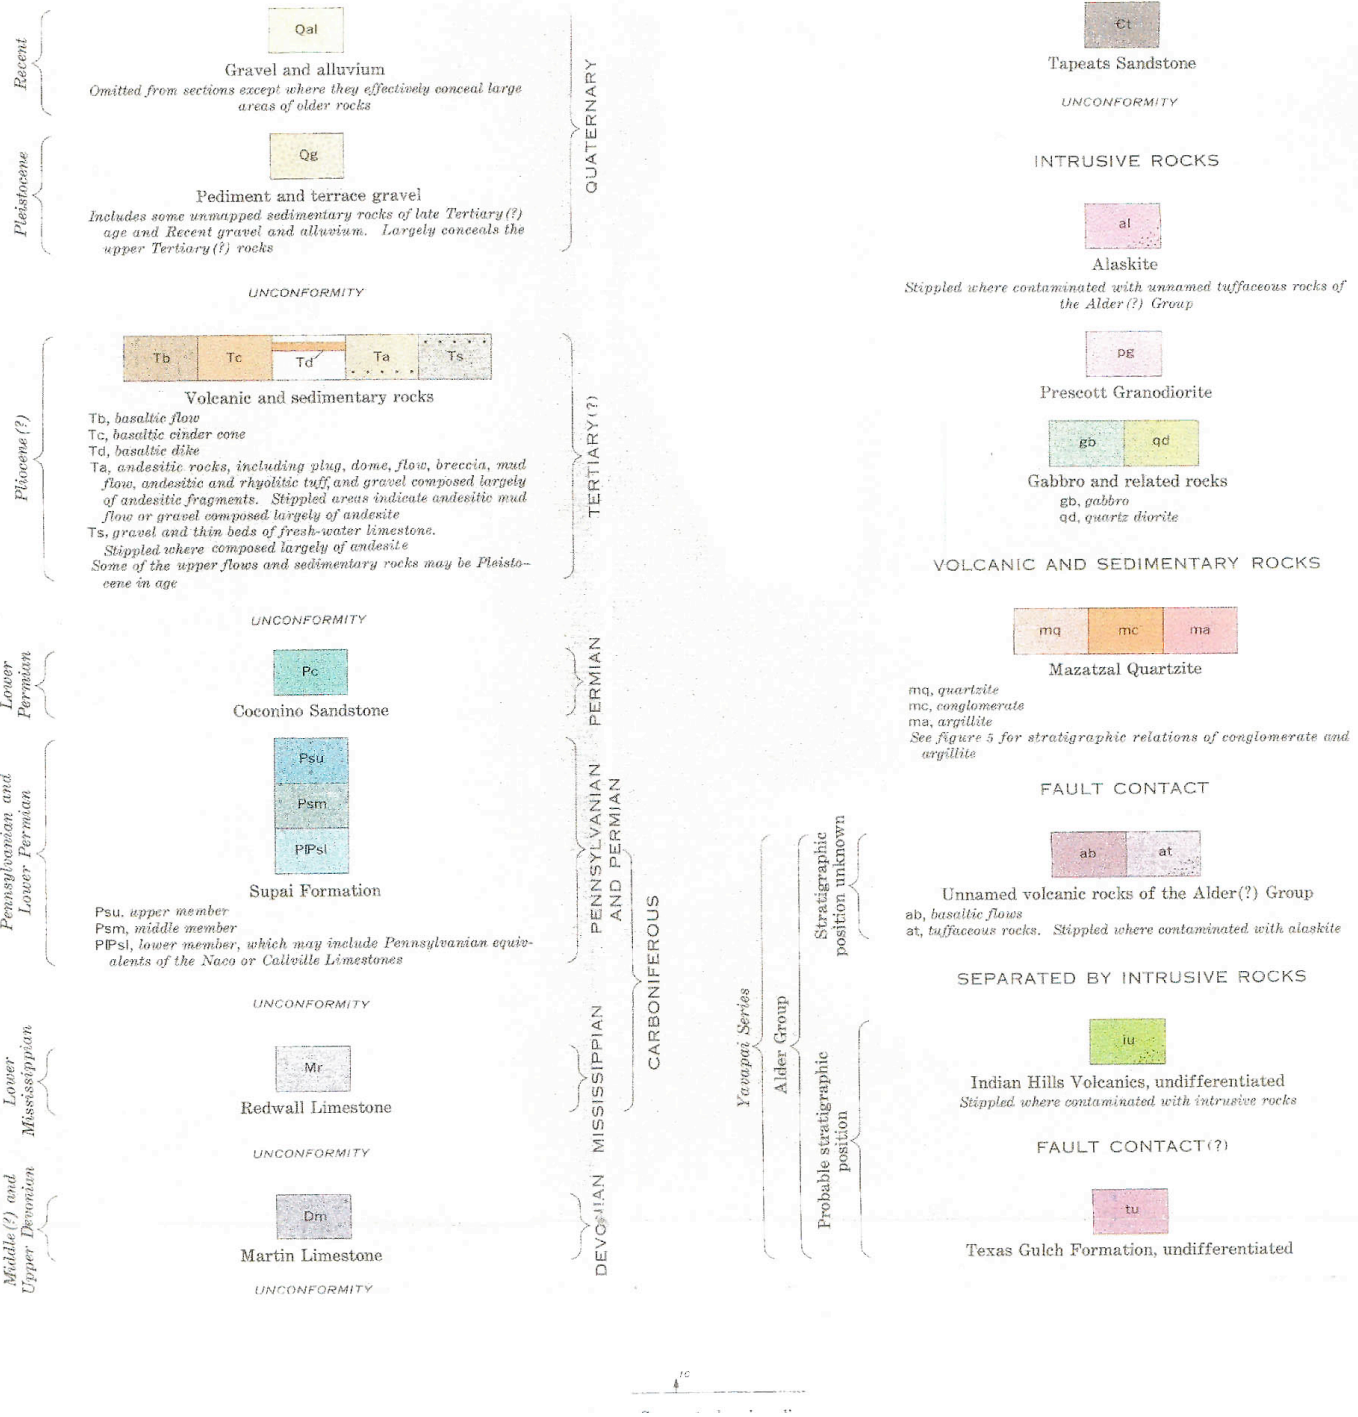 Recent
Qal
Gravel and alluvium
Omitted from sections except where they effectively conceal large
areas of older rocks
Pleistocene
Qg
Pediment and terrace gravel
Includes some unmapped sedimentary rocks of late Tertiary(?)
age and Recent gravel and alluvium. Largely conceals the
upper Tertiary(?) rocks
QUATERNARY
UNCONFORMITY
Pliocene(?)
Tb Tc Td Ta Ts
Volcanic and sedimentary rocks
Tb, basaltic flow
Tc, basaltic cinder cone
Td, basaltic dike
Ta, andesitic rocks, including plug, dome, flow, breccia, mud
flow, andesitic and rhyolitic tuff, and gravel composed largely
of andesitic fragments. Stippled areas indicate andesitic mud
flow or gravel composed largely of andesite
Ts, gravel and thin beds of fresh-water limestone.
Stippled where composed largely of andesite
Some of the upper flows and sedimentary rocks may be Pleisto-
cene in age
TERTIARY(?)
UNCONFORMITY
Lower
Permian
Pc
Coconino Sandstone
PERMIAN
Pennsylvanian and
Lower Permian
Psu
Psm
PIPsl
Supai Formation
Psu. upper member
Psm, middle member
PIPsl, lower member, which may include Pennsylvanian equiv-
alents of the Naco or Callville Limestones
PENNSYLVANIAN
AND PERMIAN
UNCONFORMITY
Lower
Mississippian
Mr
Redwall Limestone
MISSISSIPPIAN
CARBONIFEROUS
UNCONFORMITY
Middle(?) and
Upper Devonian
Dm
Martin Limestone
DEVONIAN
UNCONFORMITY
Єt
Tapeats Sandstone
UNCONFORMITY
INTRUSIVE ROCKS
al
Alaskite
Stippled where contaminated with unnamed tuffaceous rocks of
the Alder(?) Group
pg
Prescott Granodiorite
gb qd
Gabbro and related rocks
gb, gabbro
qd, quartz diorite
VOLCANIC AND SEDIMENTARY ROCKS
mq mc ma
Mazatzal Quartzite
mq, quartzite
mc, conglomerate
ma, argillite
See figure 5 for stratigraphic relations of conglomerate and
argillite
FAULT CONTACT
Yavapai Series
Alder Group
Stratigraphic
position unknown
ab at
Unnamed volcanic rocks of the Alder(?) Group
ab, basaltic flows
at, tuffaceous rocks. Stippled where contaminated with alaskite
SEPARATED BY INTRUSIVE ROCKS
Probable stratigraphic
position
iu
Indian Hills Volcanics, undifferentiated
Stippled where contaminated with intrusive rocks
FAULT CONTACT(?)
tu
Texas Gulch Formation, undifferentiated